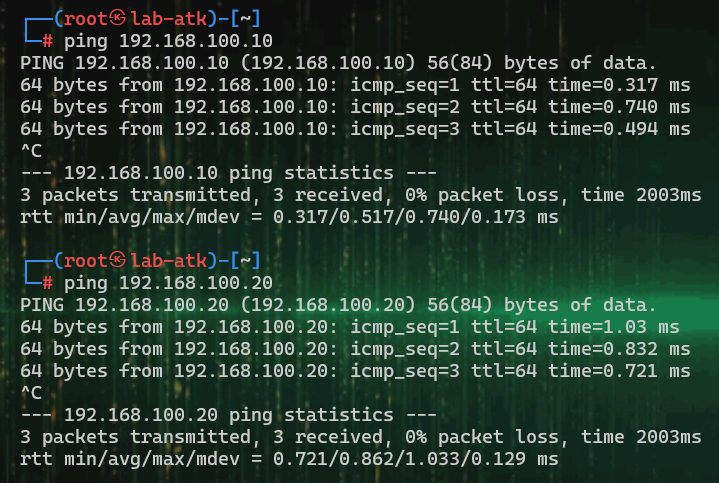 ┌──(root㉿lab-atk)-[~]
└─# ping 192.168.100.10
PING 192.168.100.10 (192.168.100.10) 56(84) bytes of data.
64 bytes from 192.168.100.10: icmp_seq=1 ttl=64 time=0.317 ms
64 bytes from 192.168.100.10: icmp_seq=2 ttl=64 time=0.740 ms
64 bytes from 192.168.100.10: icmp_seq=3 ttl=64 time=0.494 ms
^C
--- 192.168.100.10 ping statistics ---
3 packets transmitted, 3 received, 0% packet loss, time 2003ms
rtt min/avg/max/mdev = 0.317/0.517/0.740/0.173 ms
┌──(root㉿lab-atk)-[~]
└─# ping 192.168.100.20
PING 192.168.100.20 (192.168.100.20) 56(84) bytes of data.
64 bytes from 192.168.100.20: icmp_seq=1 ttl=64 time=1.03 ms
64 bytes from 192.168.100.20: icmp_seq=2 ttl=64 time=0.832 ms
64 bytes from 192.168.100.20: icmp_seq=3 ttl=64 time=0.721 ms
^C
--- 192.168.100.20 ping statistics ---
3 packets transmitted, 3 received, 0% packet loss, time 2003ms
rtt min/avg/max/mdev = 0.721/0.862/1.033/0.129 ms